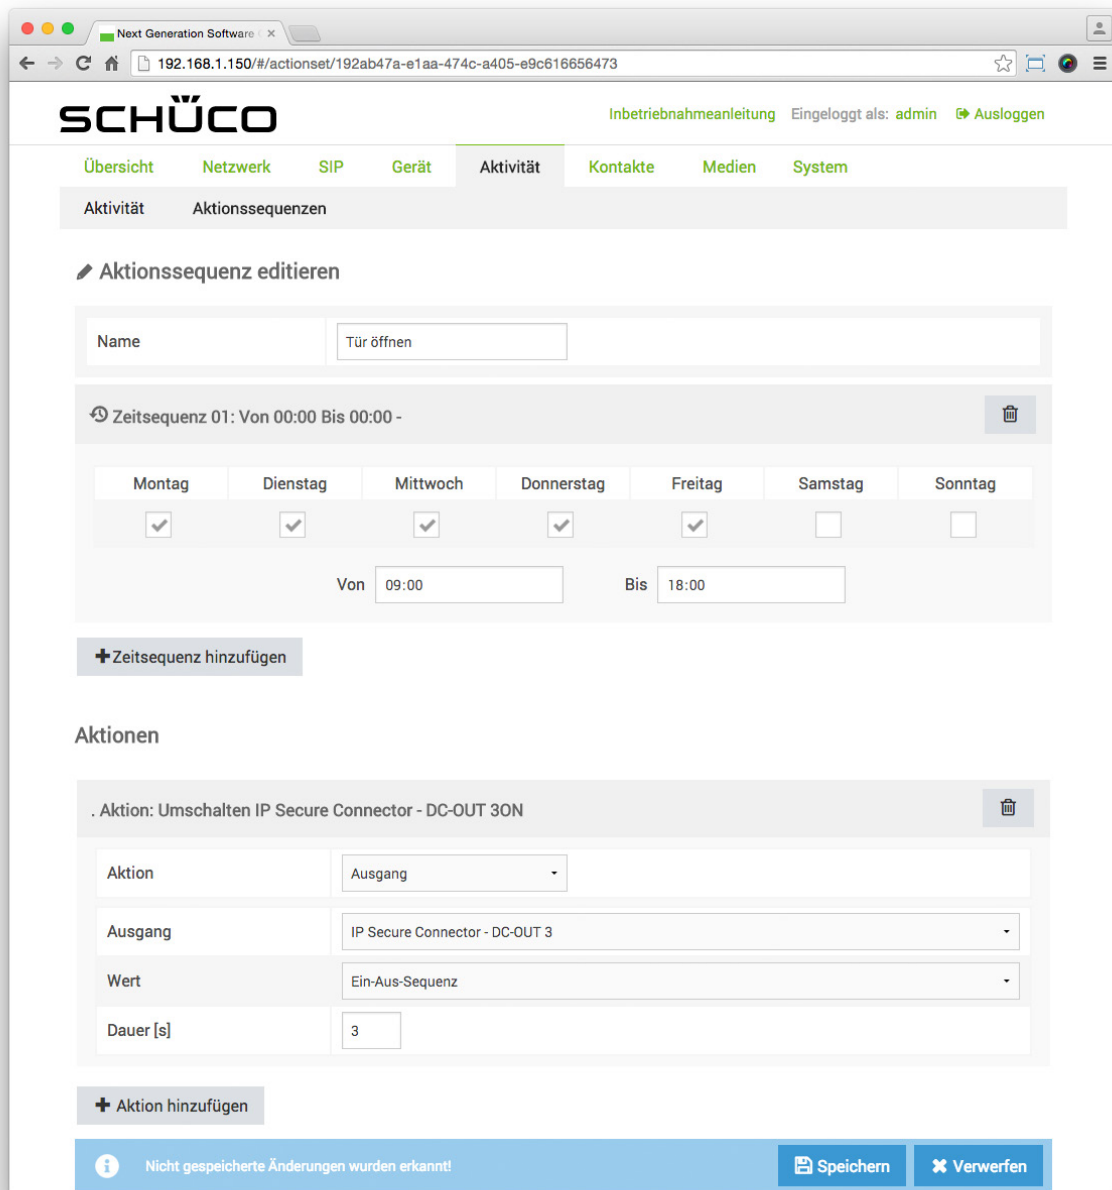 Next Generation Software
192.168.1.150/#/actionset/192ab47a-e1aa-474c-a405-e9c616656473
SCHÜCO
Inbetriebnahmeanleitung Eingeloggt als: admin Ausloggen
Übersicht Netzwerk SIP Gerät Aktivität Kontakte Medien System
Aktivität Aktionssequenzen
Aktionssequenz editieren
Name Tür öffnen
Zeitsequenz 01: Von 00:00 Bis 00:00 -
Montag Dienstag Mittwoch Donnerstag Freitag Samstag Sonntag
Von 09:00 Bis 18:00
+Zeitsequenz hinzufügen
Aktionen
. Aktion: Umschalten IP Secure Connector - DC-OUT 3ON
Aktion Ausgang
Ausgang IP Secure Connector - DC-OUT 3
Wert Ein-Aus-Sequenz
Dauer [s] 3
+ Aktion hinzufügen
Nicht gespeicherte Änderungen wurden erkannt! Speichern Verwerfen